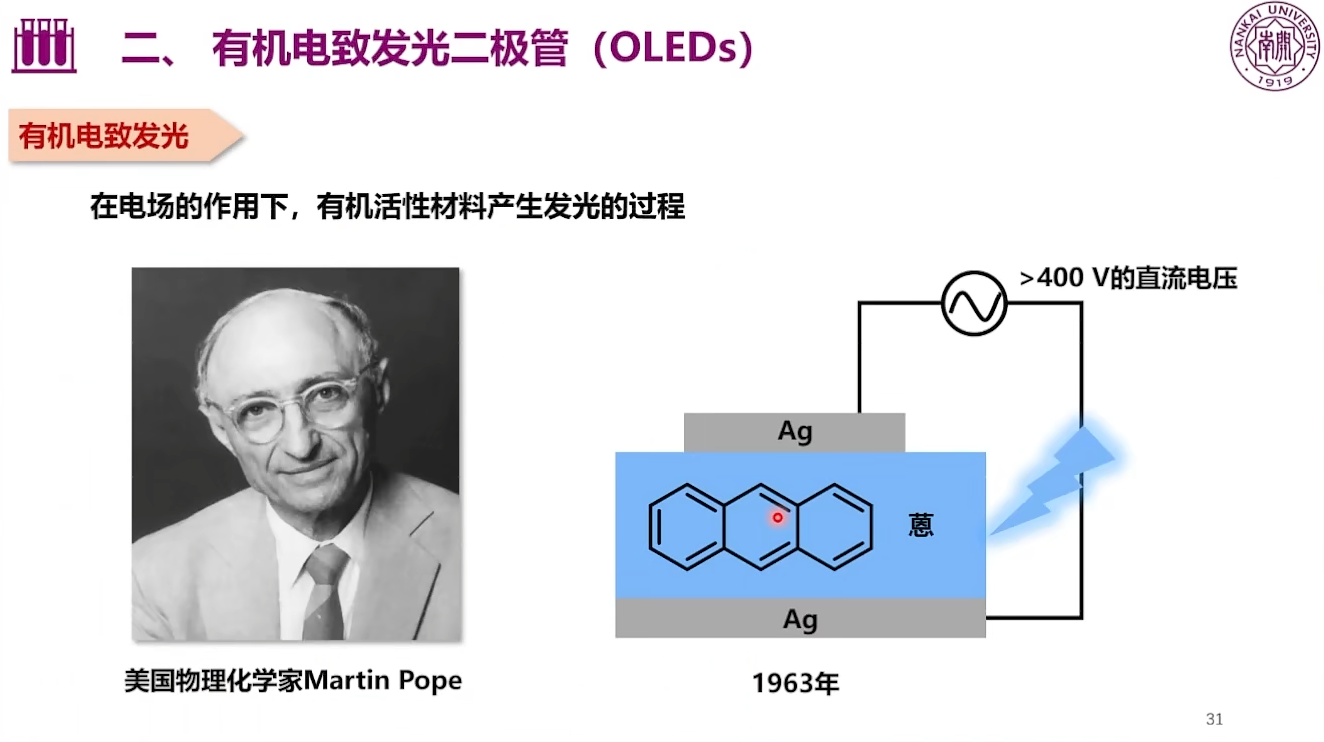 二、 有机电致发光二极管（OLEDs）
NANKAI UNIVERSITY
南開
·1919·
有机电致发光
在电场的作用下，有机活性材料产生发光的过程
>400 V的直流电压
Ag
蒽
Ag
美国物理化学家Martin Pope
1963年
31